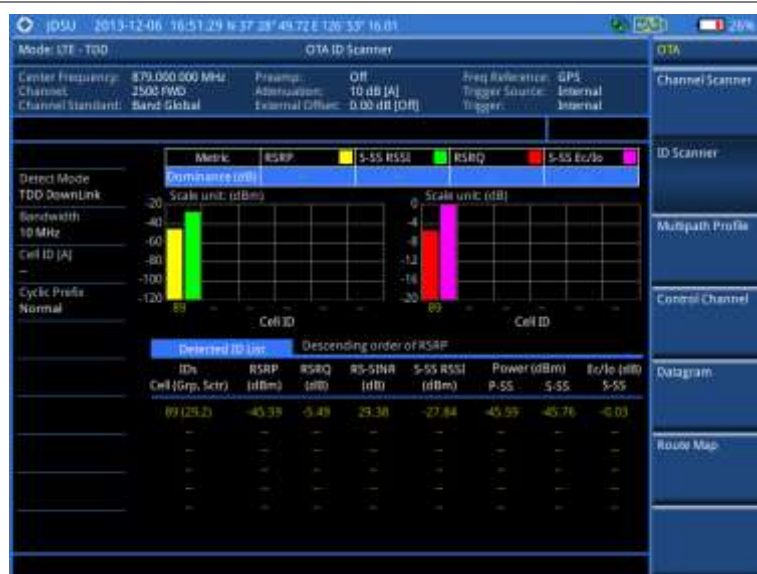 JDSU 2013-12-06 16:51:29 N 37 28' 49.72 E 126 53' 16.01 26%
Mode: LTE - TDD OTA ID Scanner OTA
Center Frequency: 879.000 000 MHz Preamp: Off Freq Reference: GPS
Channel: 2500 FWD Attenuation: 10 dB [A] Trigger Source: Internal
Channel Standard: Band Global External Offset: 0.00 dB [Off] Trigger: Internal
Channel Scanner
ID Scanner
Multipath Profile
Control Channel
Datagram
Route Map
Detect Mode
TDD DownLink
Bandwidth
10 MHz
Cell ID [A]
--
Cyclic Prefix
Normal
Metric RSRP S-SS RSSI RSRQ S-SS Ec/Io
Dominance (dB)
Scale unit: (dBm) Scale unit: (dB)
-20 0
-40 -4
-60 -8
-80 -12
-100 -16
-120 -20
89 -- -- -- -- -- 89 -- -- -- -- --
Cell ID Cell ID
Detected ID List Descending order of RSRP
IDs RSRP RSRQ RS-SINR S-SS RSSI Power (dBm) Ec/Io (dB)
Cell (Grp, Sctr) (dBm) (dB) (dB) (dBm) P-SS S-SS S-SS
89 (29,2) -45.39 -5.49 29.38 -27.84 -45.59 -45.76 -0.03
-- -- -- -- -- -- -- --
-- -- -- -- -- -- -- --
-- -- -- -- -- -- -- --
-- -- -- -- -- -- -- --
-- -- -- -- -- -- -- --